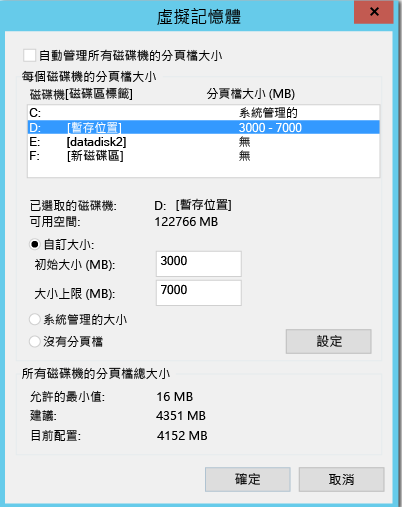 虛擬記憶體
自動管理所有磁碟機的分頁檔大小
每個磁碟機的分頁檔大小
磁碟機[磁碟區標籤] 分頁檔大小 (MB)
C: 系統管理的
D: [暫存位置] 3000 - 7000
E: [datadisk2] 無
F: [新磁碟區] 無
已選取的磁碟機: D: [暫存位置]
可用空間: 122766 MB
自訂大小:
初始大小 (MB): 3000
大小上限 (MB): 7000
系統管理的大小
沒有分頁檔 設定
所有磁碟機的分頁檔總大小
允許的最小值: 16 MB
建議: 4351 MB
目前配置: 4152 MB
確定 取消